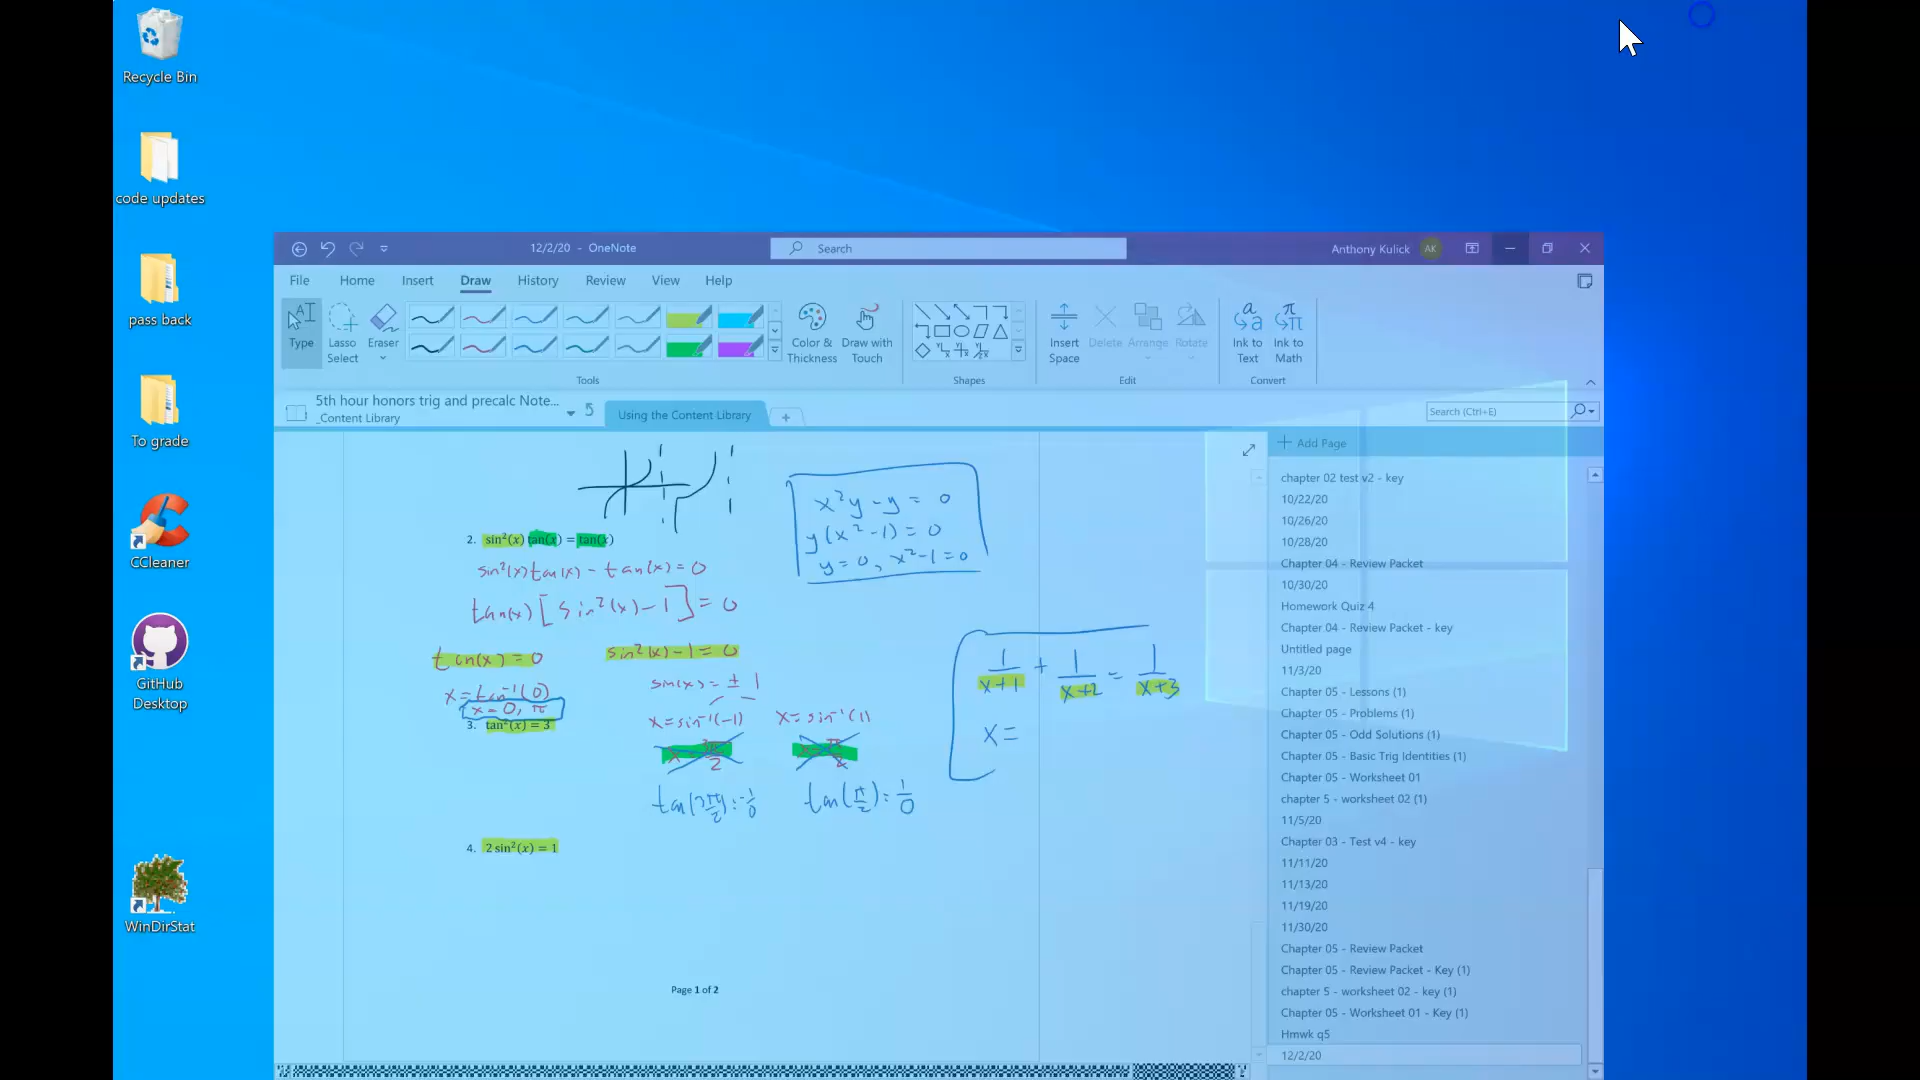 Recycle Bin
code updates
pass back
To grade
CCleaner
GitHub
Desktop
WinDirStat
12/2/20 - OneNote
Search
Anthony Kulick AK
File Home Insert Draw History Review View Help
Type
Lasso
Select
Eraser
Color &
Thickness
Draw with
Touch
Insert
Space
Delete
Arrange
Rotate
Ink to
Text
Ink to
Math
Tools Shapes Edit Convert
5th hour honors trig and precalc Note...
_Content Library
Using the Content Library
Search (Ctrl+E)
x²y - y = 0
y(x² - 1) = 0
y = 0, x² - 1 = 0
2. sin²(x) tan(x) = tan(x)
sin²(x) tan(x) - tan(x) = 0
tan(x) [sin²(x) - 1] = 0
tan(x) = 0
sin²(x) - 1 = 0
x = tan⁻¹(0)
x = 0, π
sin(x) = ± 1
x = sin⁻¹(-1) x = sin⁻¹(1)
3. tan²(x) = 3
tan(3π/2) = -1/0 tan(π/2) = 1/0
1/(x+1) + 1/(x+2) = 1/(x+3)
x =
4. 2 sin²(x) = 1
Page 1 of 2
Add Page
chapter 02 test v2 - key
10/22/20
10/26/20
10/28/20
Chapter 04 - Review Packet
10/30/20
Homework Quiz 4
Chapter 04 - Review Packet - key
Untitled page
11/3/20
Chapter 05 - Lessons (1)
Chapter 05 - Problems (1)
Chapter 05 - Odd Solutions (1)
Chapter 05 - Basic Trig Identities (1)
Chapter 05 - Worksheet 01
chapter 5 - worksheet 02 (1)
11/5/20
Chapter 03 - Test v4 - key
11/11/20
11/13/20
11/19/20
11/30/20
Chapter 05 - Review Packet
Chapter 05 - Review Packet - Key (1)
chapter 5 - worksheet 02 - key (1)
Chapter 05 - Worksheet 01 - Key (1)
Hmwk q5
12/2/20